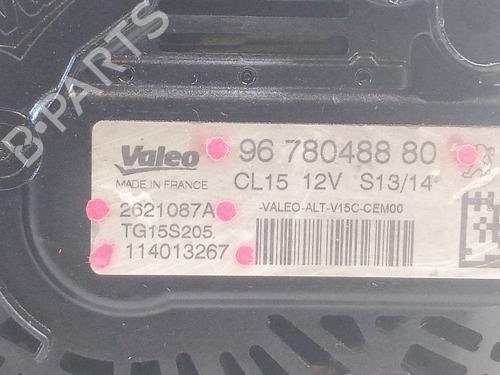 B-PARTS
Valeo 96 780488 80
MADE IN FRANCE CL15 12V S13/14
2621087A -VALEO-ALT-V15C-CEM00
TG15S205
114013267